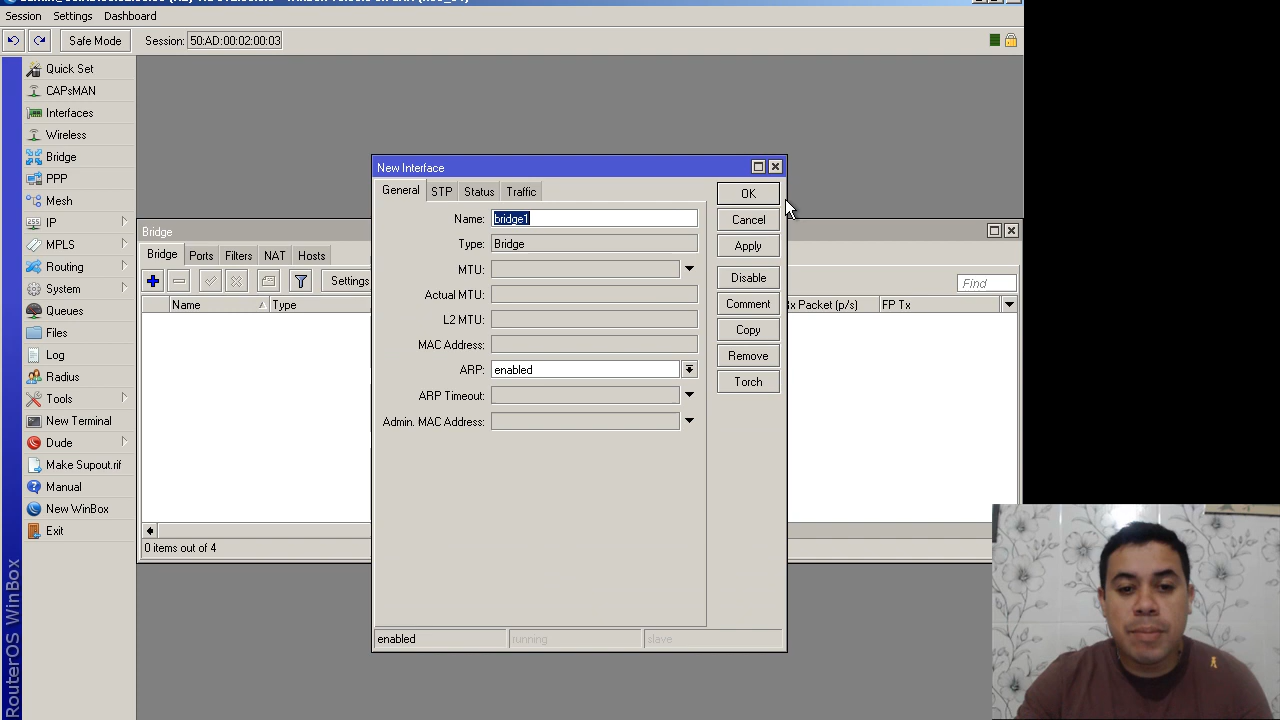 Session Settings Dashboard
Safe Mode Session: 50:AD:00:02:00:03
Quick Set
CAPsMAN
Interfaces
Wireless
Bridge
PPP
Mesh
IP
MPLS
Routing
System
Queues
Files
Log
Radius
Tools
New Terminal
Dude
Make Supout.rif
Manual
New WinBox
Exit
RouterOS WinBox
Bridge
Bridge Ports Filters NAT Hosts
Settings
Find
Name Type
Packet (p/s) FP Tx
0 items out of 4
New Interface
General STP Status Traffic
Name: bridge1
Type: Bridge
MTU:
Actual MTU:
L2 MTU:
MAC Address:
ARP: enabled
ARP Timeout:
Admin. MAC Address:
OK
Cancel
Apply
Disable
Comment
Copy
Remove
Torch
enabled running slave